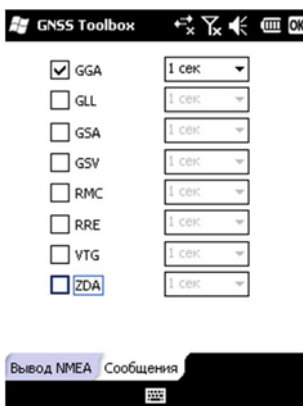 GNSS Toolbox OK
GGA 1 сек
GLL 1 сек
GSA 1 сек
GSV 1 сек
RMC 1 сек
RRE 1 сек
VTG 1 сек
ZDA 1 сек
Вывод NMEA Сообщения